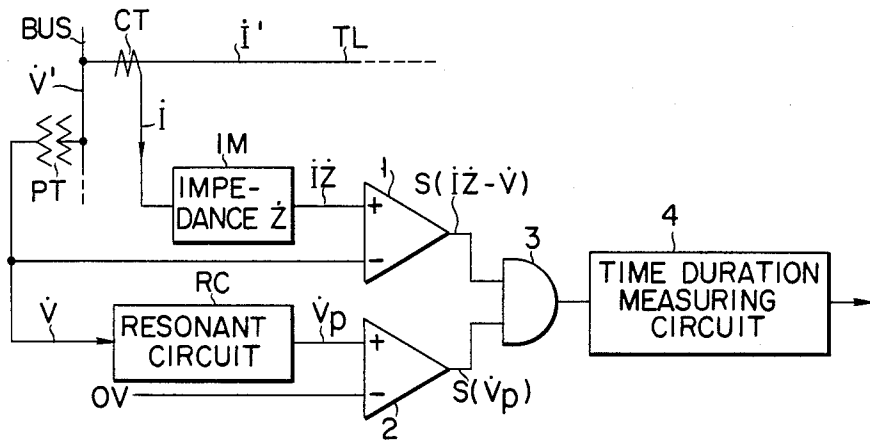 BUS
CT
İ'
TL
V̇'
İ
PT
IM
IMPE-
DANCE Ż
İŻ
1
S(İŻ-V̇)
+
-
3
4
TIME DURATION
MEASURING
CIRCUIT
RC
V̇
RESONANT
CIRCUIT
V̇p
+
-
OV
2
S(V̇p)